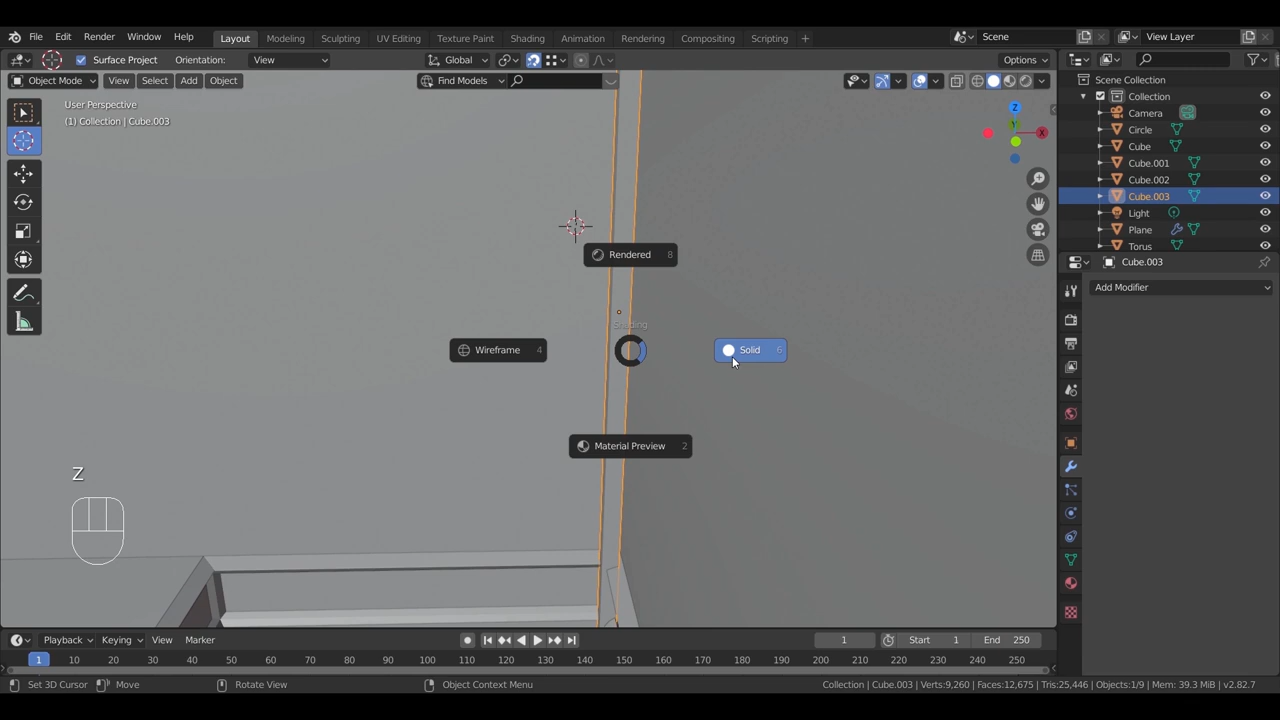 File Edit Render Window Help Layout Modeling Sculpting UV Editing Texture Paint Shading Animation Rendering Compositing Scripting + Scene View Layer
Surface Project Orientation: View Global Options
Object Mode View Select Add Object Find Models
User Perspective
(1) Collection | Cube.003
Scene Collection
Collection
Camera
Circle
Cube
Cube.001
Cube.002
Cube.003
Light
Plane
Torus
Cube.003
Add Modifier
Z
Y
X
Rendered 8
Shading
Wireframe 4
Solid 6
Material Preview 2
Z
Playback Keying View Marker 1 Start 1 End 250
1 10 20 30 40 50 60 70 80 90 100 110 120 130 140 150 160 170 180 190 200 210 220 230 240 250
Set 3D Cursor Move Rotate View Object Context Menu Collection | Cube.003 | Verts:9,260 | Faces:12,675 | Tris:25,446 | Objects:1/9 | Mem: 39.3 MiB | v2.82.7